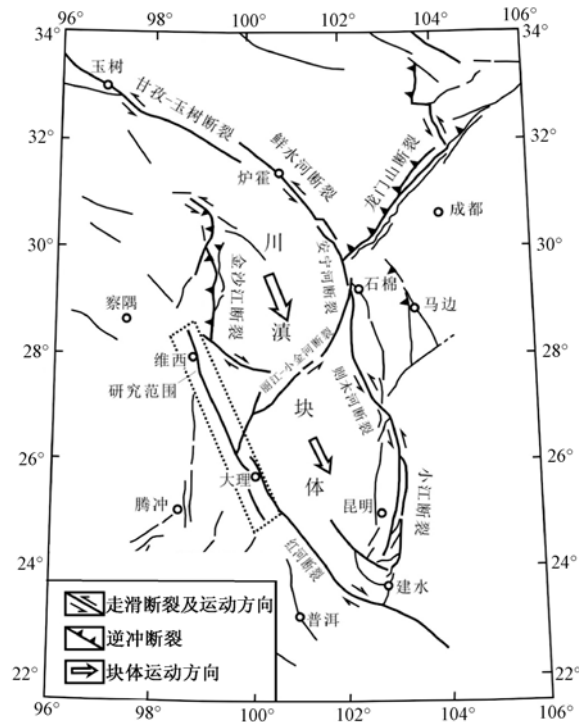 96° 98° 100° 102° 104° 106°
34° 34°
玉树
甘孜-玉树断裂
鲜水河断裂
32° 32°
炉霍
龙门山断裂
成都
30° 30°
川
安宁河断裂
石棉
金沙江断裂
马边
察隅
滇
28° 28°
维西
丽江-小金河断裂
则木河断裂
研究范围
块
26° 26°
大理
体
小江断裂
腾冲
昆明
24° 24°
红河断裂
建水
普洱
走滑断裂及运动方向
逆冲断裂
块体运动方向
22° 22°
96° 98° 100° 102° 104° 106°